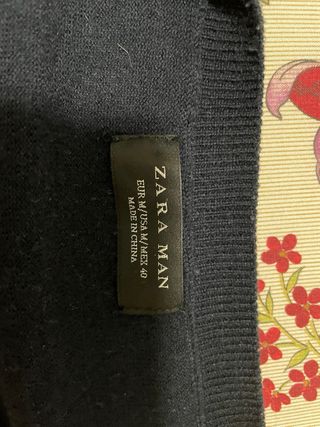 ZARA MAN
EUR M/USA M/MEX 40
MADE IN CHINA